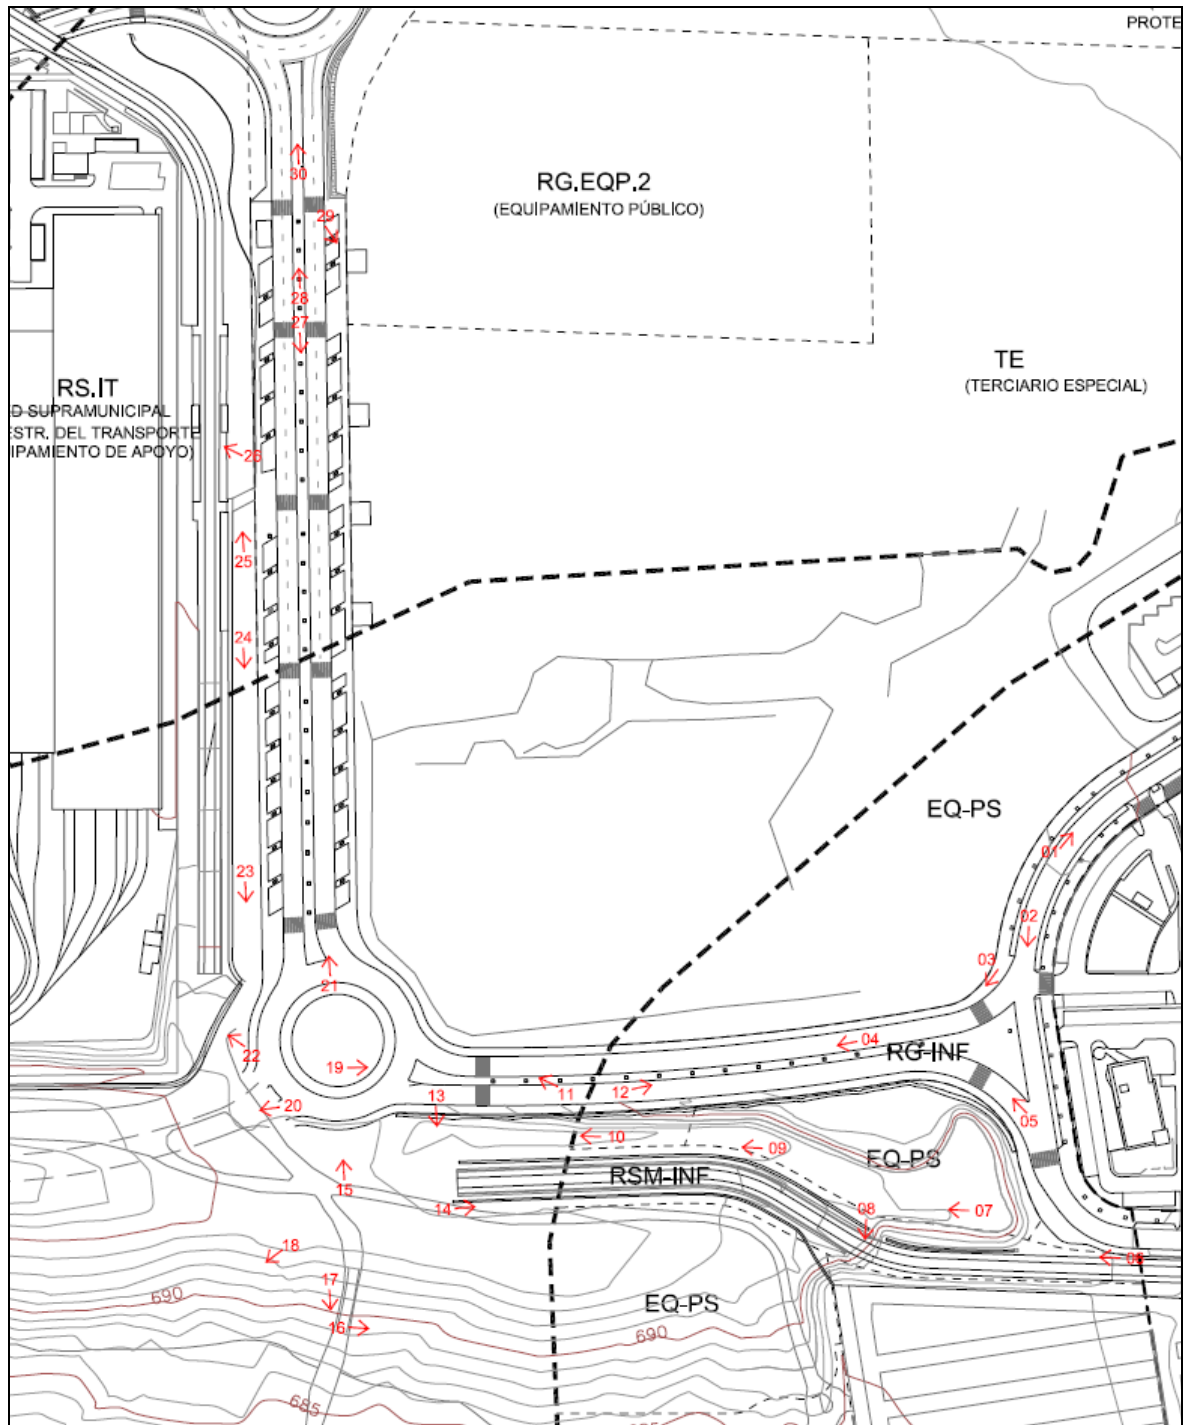 PROTE
RG.EQP.2
(EQUIPAMIENTO PÚBLICO)
30
29
28
27
TE
(TERCIARIO ESPECIAL)
RS.IT
D SUPRAMUNICIPAL
ESTR. DEL TRANSPORTE
IPAMIENTO DE APOYO)
26
25
24
EQ-PS
01
23
02
03
21
22
19
04
RG-INF
11
12
13
20
05
10
09
EQ-PS
RSM-INF
15
14
08
07
18
06
17
690
EQ-PS
16
690
685